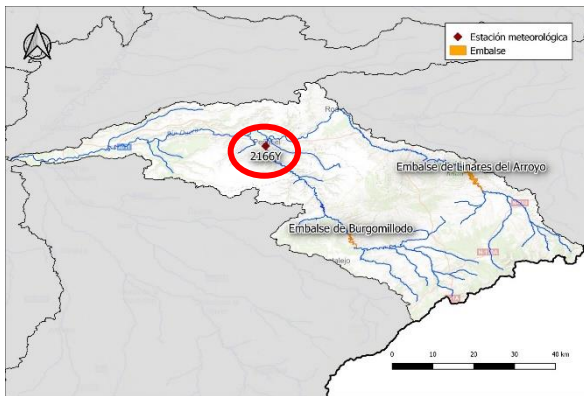 Estación meteorológica
Embalse
2166Y
Embalse de Linares del Arroyo
Embalse de Burgomillodo
0 10 20 30 40 km